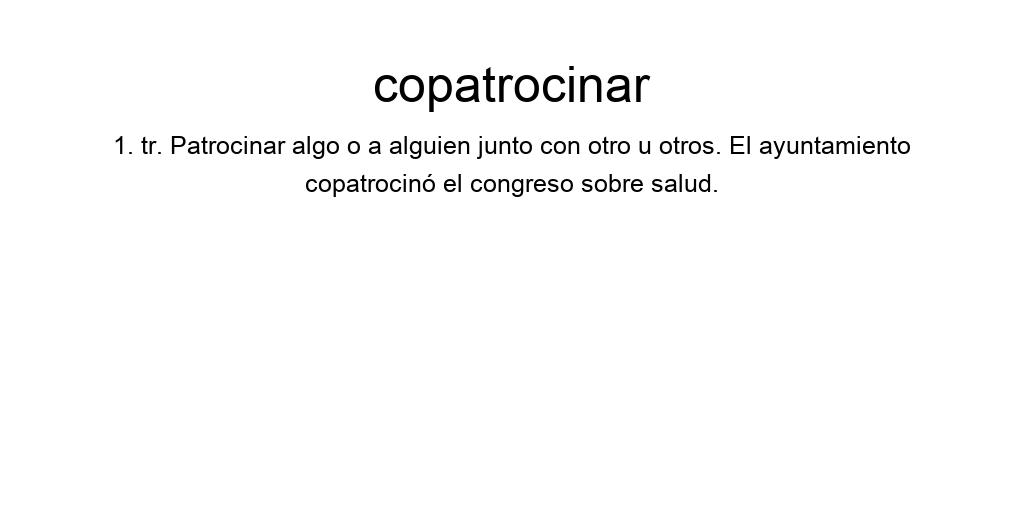 copatrocinar
1. tr. Patrocinar algo o a alguien junto con otro u otros. El ayuntamiento
copatrocinó el congreso sobre salud.